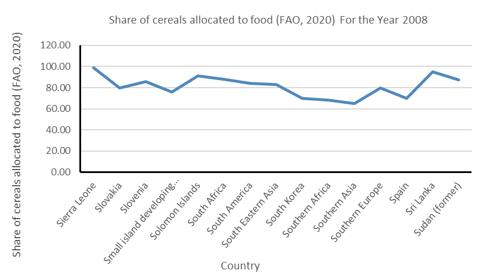 Share of cereals allocated to food (FAO, 2020) For the Year 2008
Share of cereals allocated to food (FAO, 2020)
120.00
100.00
80.00
60.00
40.00
20.00
0.00
Sierra Leone
Slovakia
Slovenia
Small island developing...
Solomon Islands
South Africa
South America
South Eastern Asia
South Korea
Southern Africa
Southern Asia
Southern Europe
Spain
Sri Lanka
Sudan (former)
Country